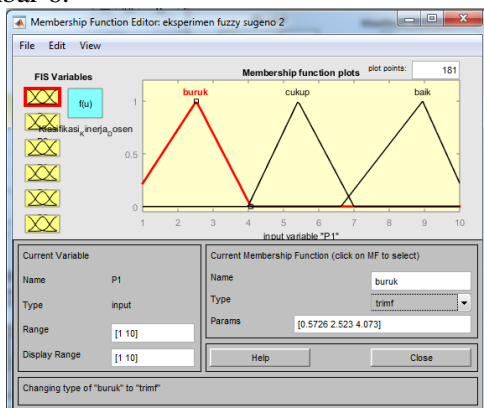 Membership Function Editor: eksperimen fuzzy sugeno 2
File Edit View
FIS Variables
f(u)
Klasifikasi_kinerja_Dosen
Membership function plots
plot points: 181
buruk cukup baik
1
0.5
0
1 2 3 4 5 6 7 8 9 10
input variable "P1"
Current Variable
Name P1
Type input
Range [1 10]
Display Range [1 10]
Current Membership Function (click on MF to select)
Name buruk
Type trimf
Params [0.5726 2.523 4.073]
Help Close
Changing type of "buruk" to "trimf"